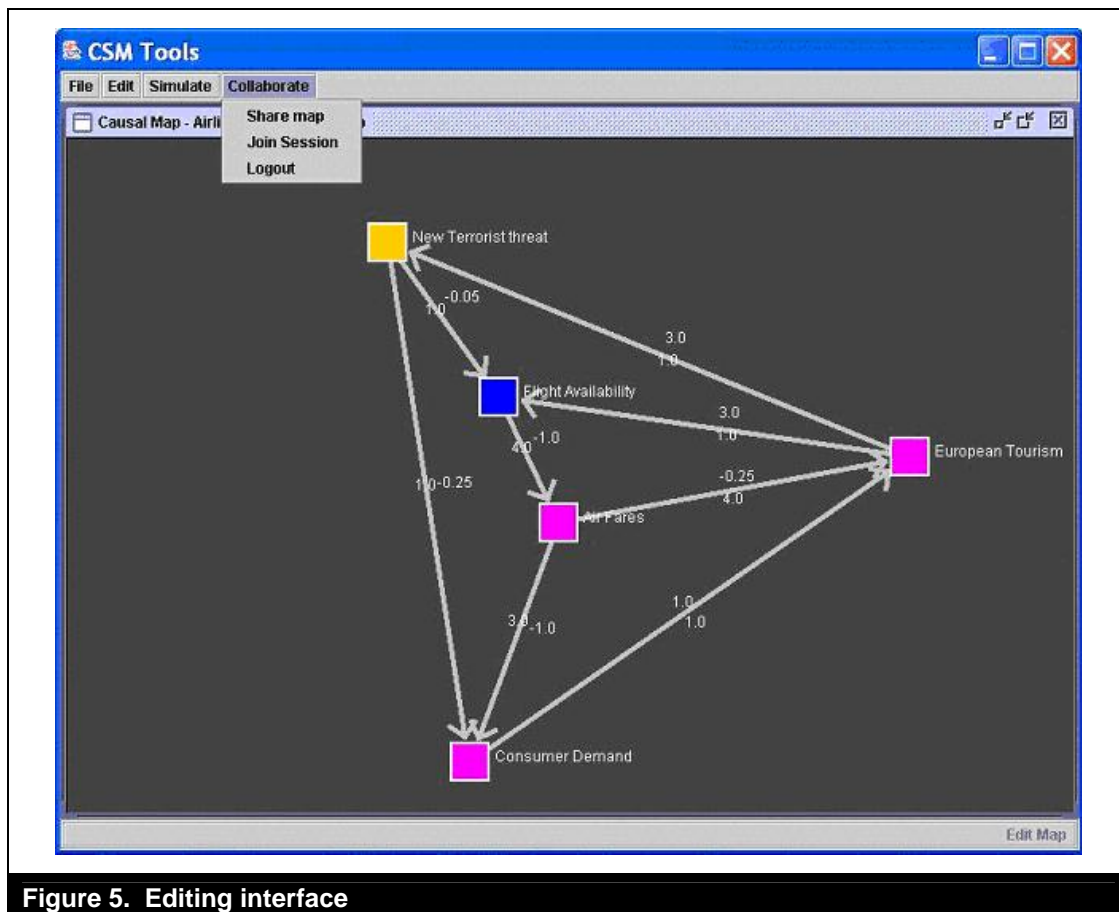 CSM Tools
File Edit Simulate Collaborate
Share map
Causal Map - Airli
Join Session
Logout
New Terrorist threat
-0.05
1.0
3.0
1.0
Flight Availability
3.0
1.0
-1.0
4.0
European Tourism
-0.25
4.0
1.0 -0.25
Air Fares
1.0
1.0
3.0
-1.0
Consumer Demand
Edit Map
Figure 5. Editing interface